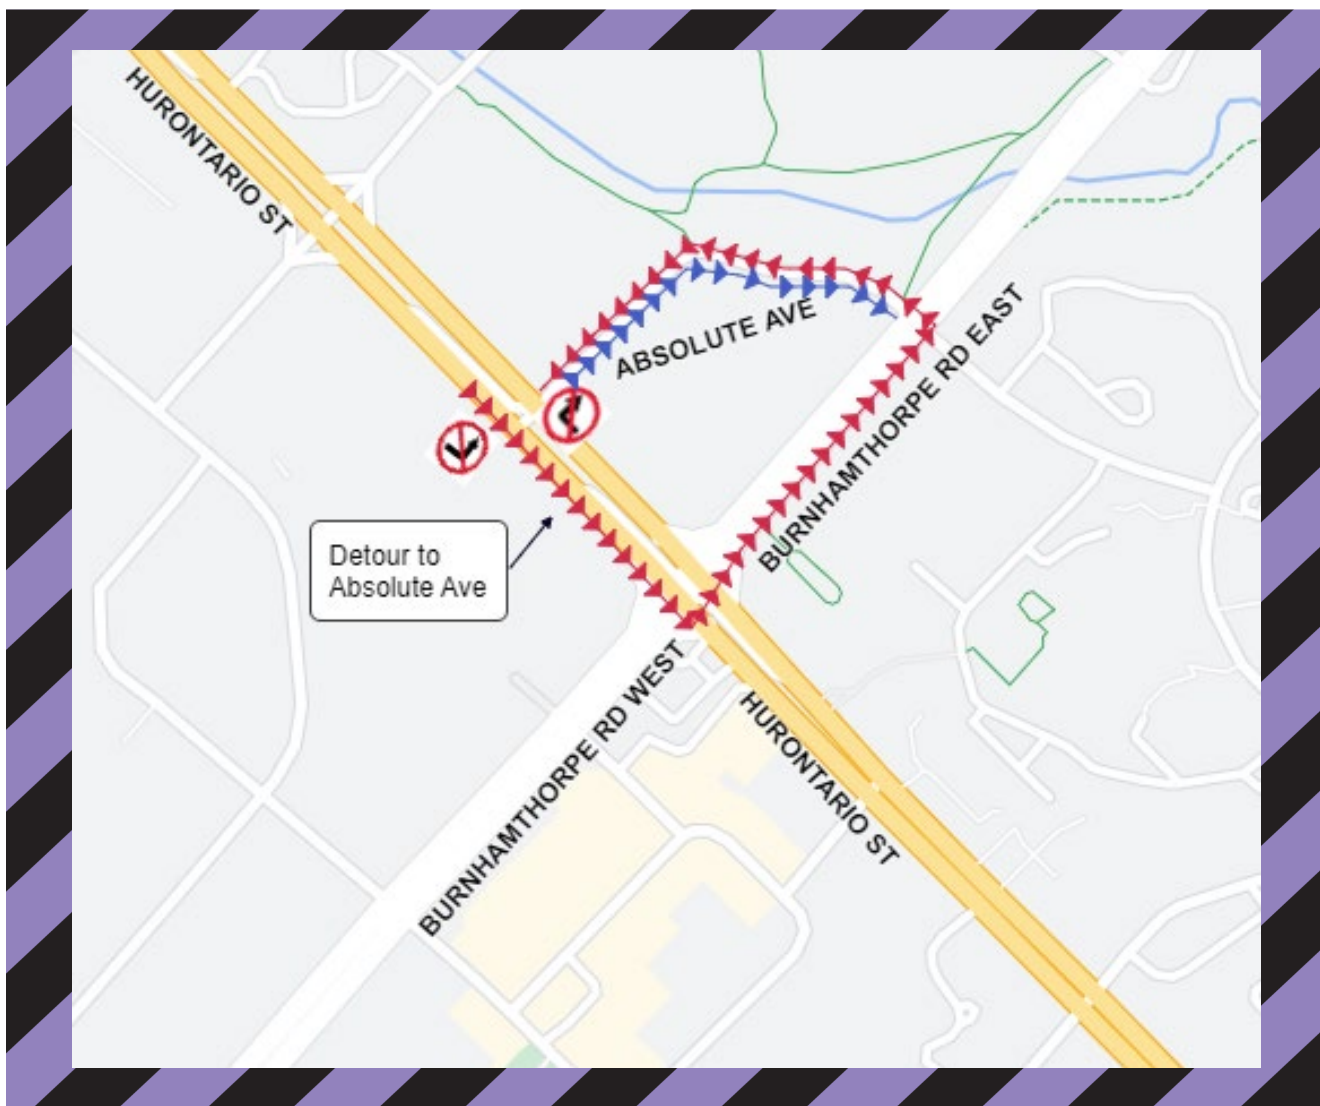 HURONTARIO ST
ABSOLUTE AVE
BURNHAMTHORPE RD EAST
Detour to
Absolute Ave
BURNHAMTHORPE RD WEST
HURONTARIO ST